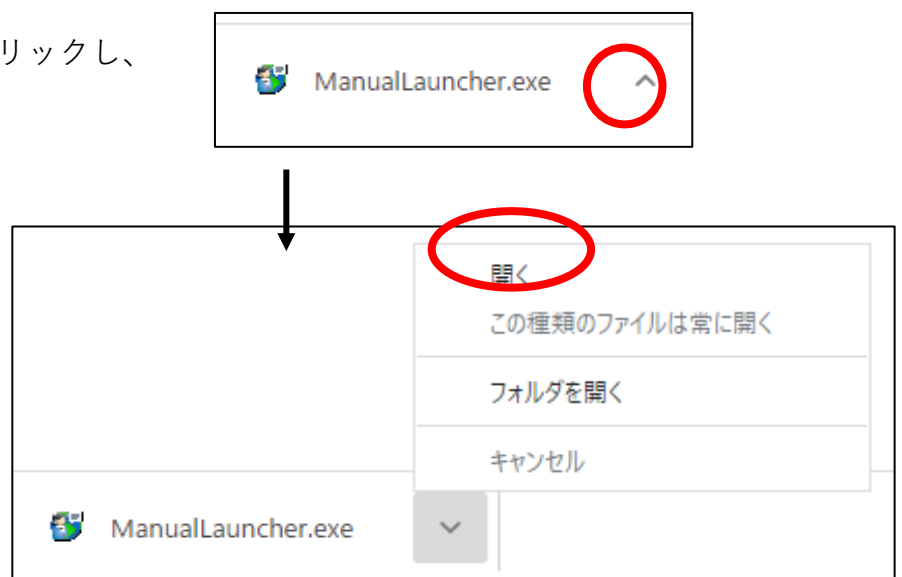 リックし、
ManualLauncher.exe
開く
この種類のファイルは常に開く
フォルダを開く
キャンセル
ManualLauncher.exe